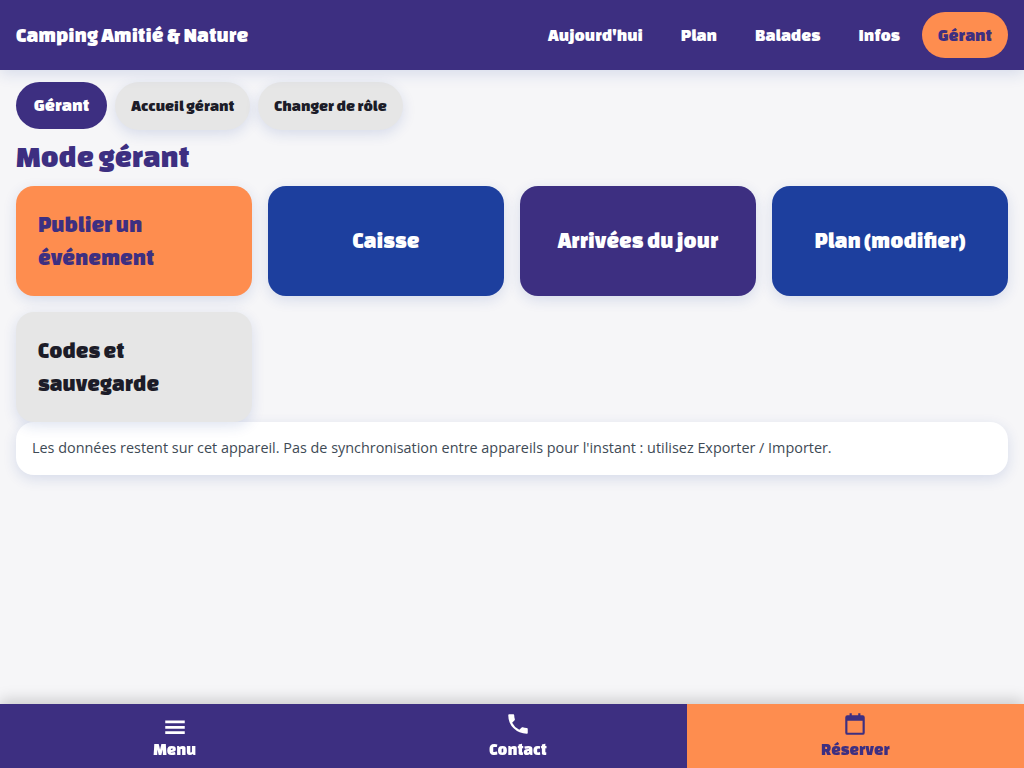 Camping Amitié & Nature
Aujourd'hui
Plan
Balades
Infos
Gérant
Gérant
Accueil gérant
Changer de rôle
Mode gérant
Publier un
événement
Caisse
Arrivées du jour
Plan (modifier)
Codes et
sauvegarde
Les données restent sur cet appareil. Pas de synchronisation entre appareils pour l'instant : utilisez Exporter / Importer.
Menu
Contact
Réserver